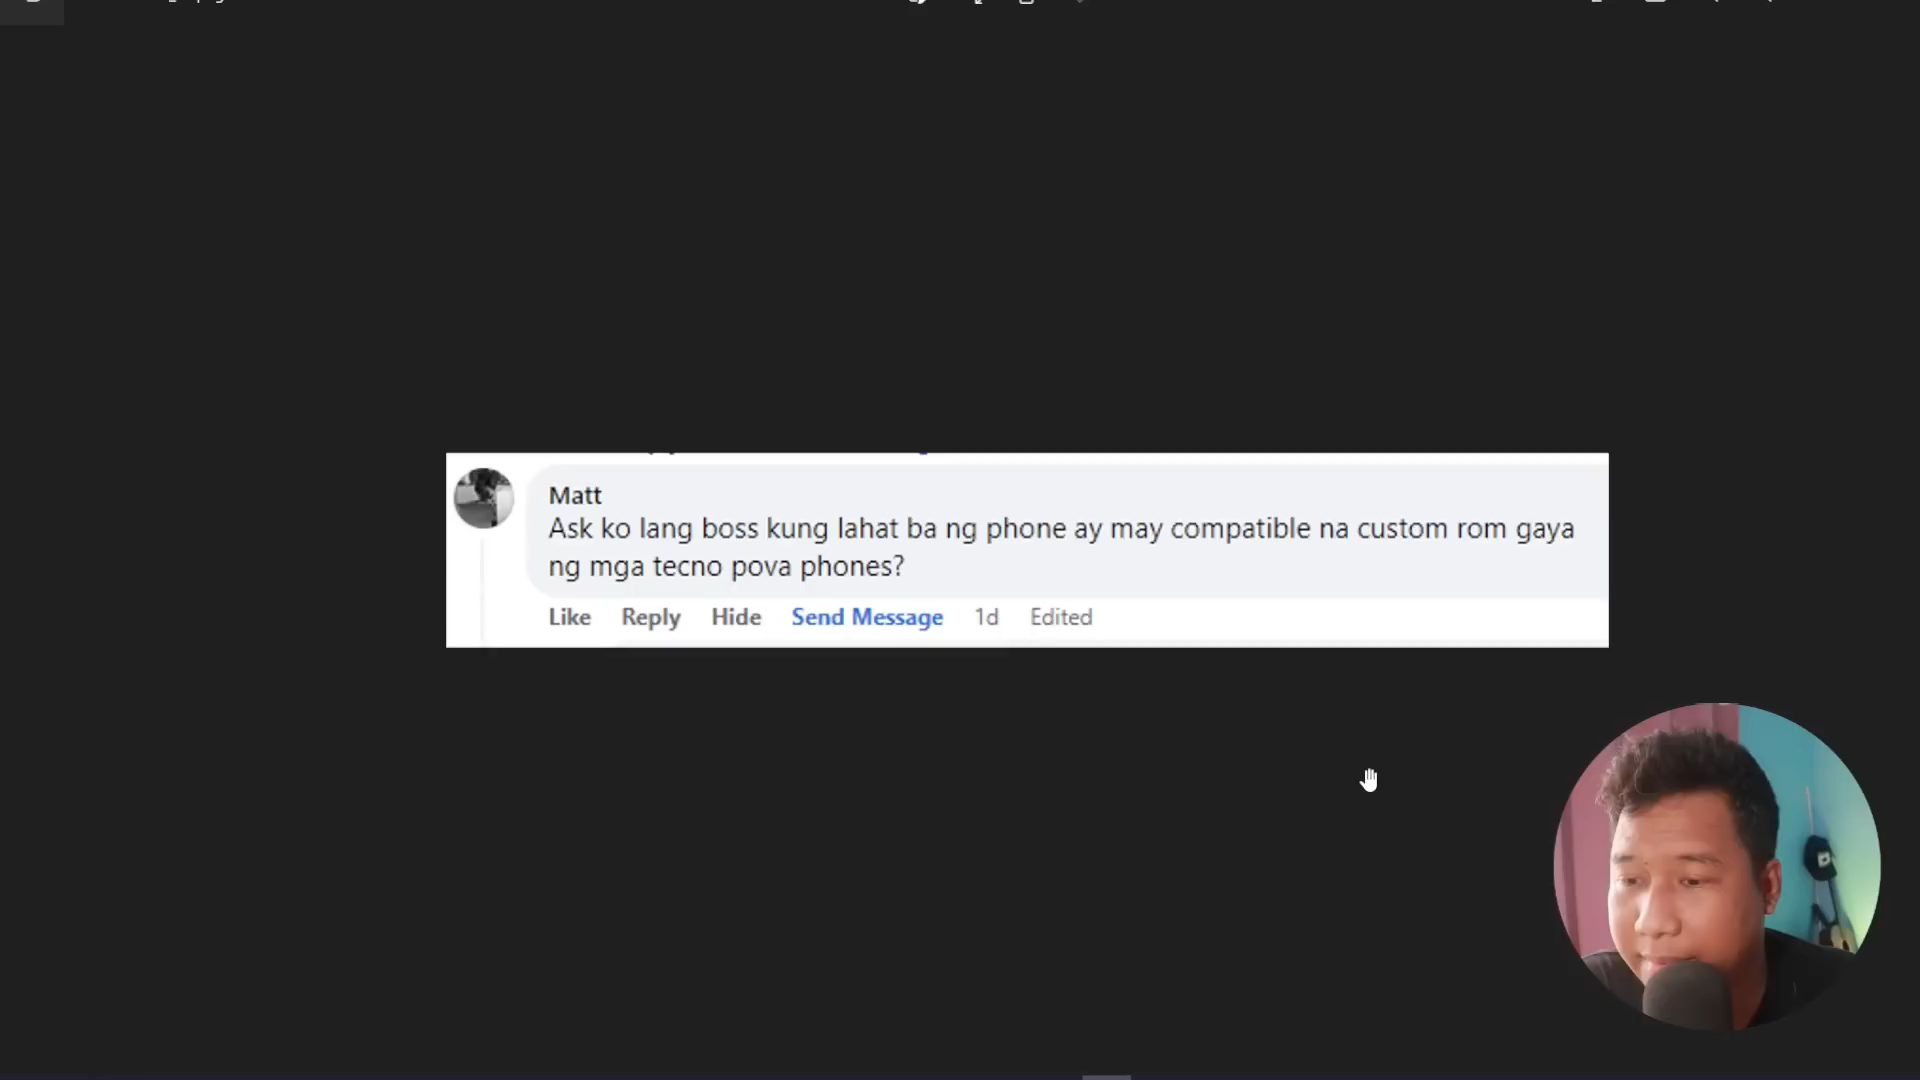 Matt
Ask ko lang boss kung lahat ba ng phone ay may compatible na custom rom gaya
ng mga tecno pova phones?
Like Reply Hide Send Message 1d Edited